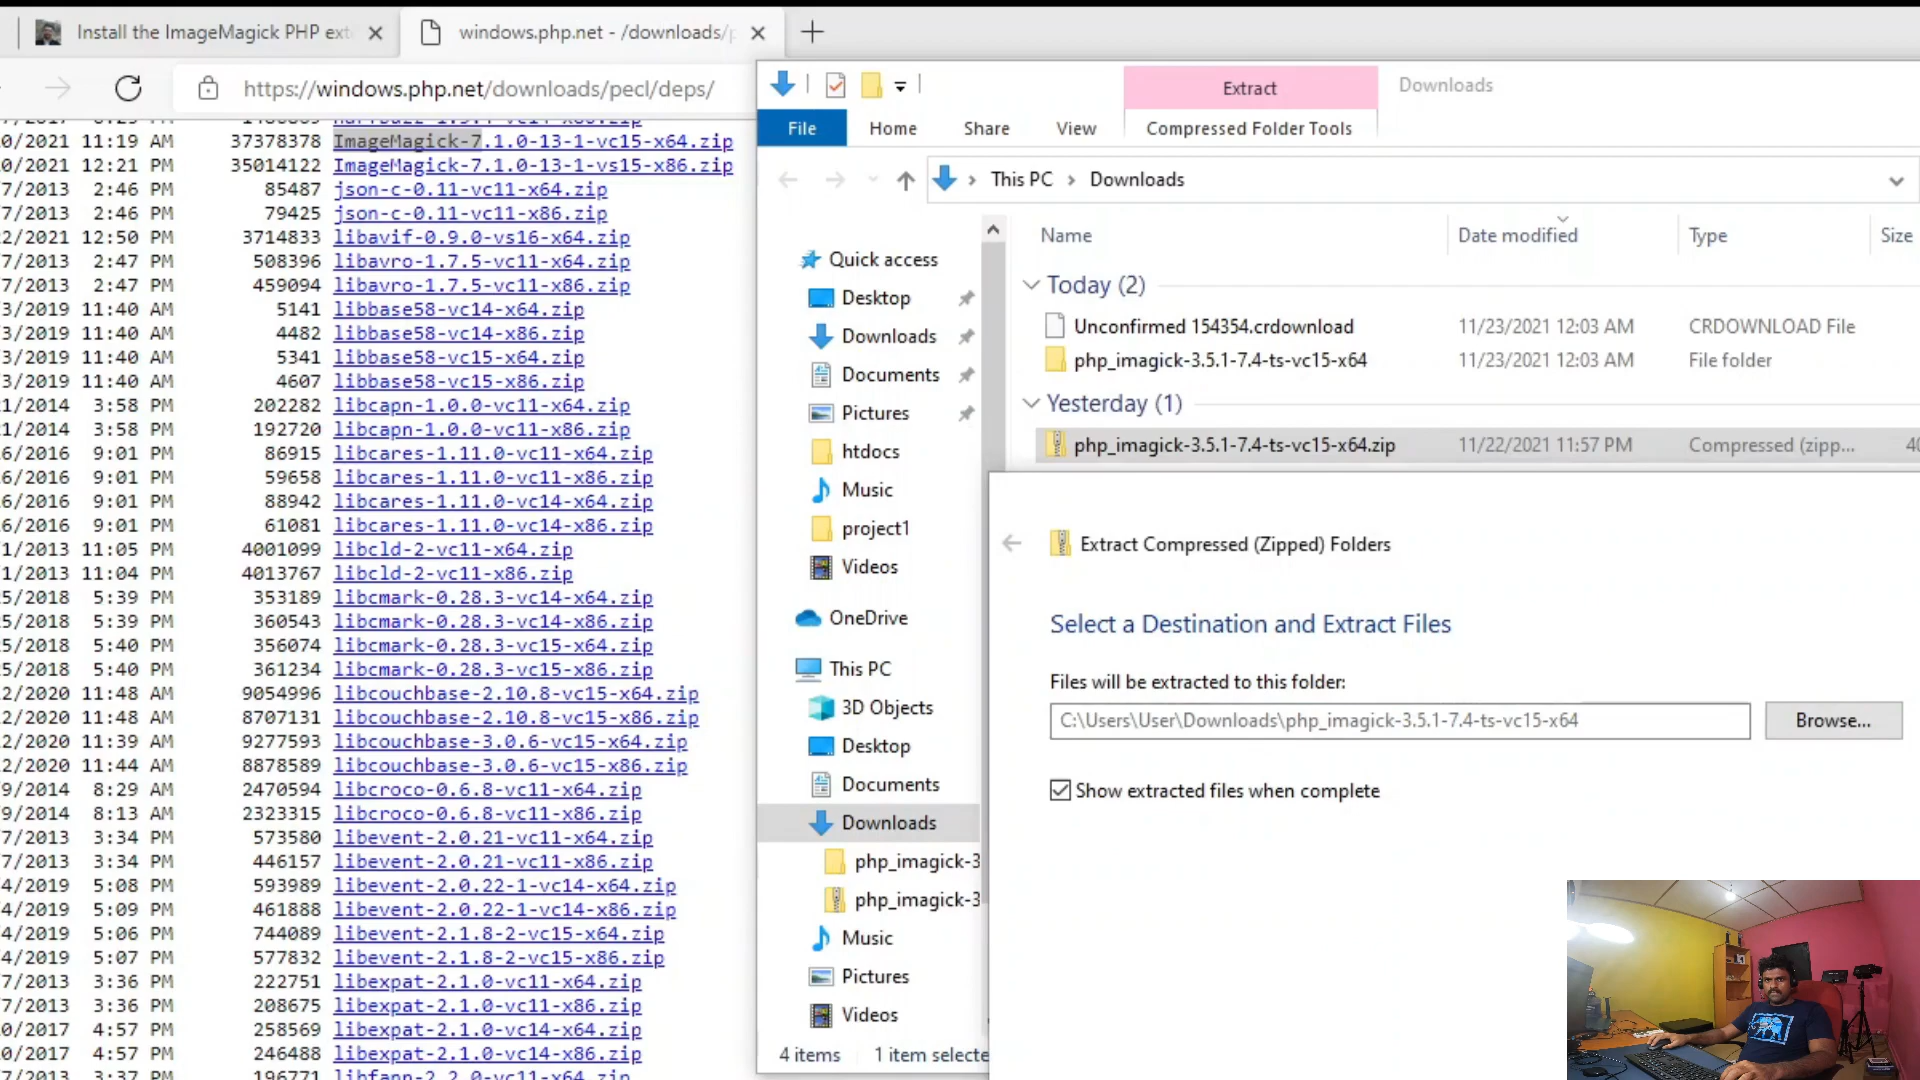 Install the ImageMagick PHP ext
windows.php.net - /downloads/p
https://windows.php.net/downloads/pecl/deps/
0/2021 11:19 AM 37378378 ImageMagick-7.1.0-13-1-vc15-x64.zip
0/2021 12:21 PM 35014122 ImageMagick-7.1.0-13-1-vs15-x86.zip
7/2013 2:46 PM 85487 json-c-0.11-vc11-x64.zip
7/2013 2:46 PM 79425 json-c-0.11-vc11-x86.zip
22/2021 12:50 PM 3714833 libavif-0.9.0-vs16-x64.zip
7/2013 2:47 PM 508396 libavro-1.7.5-vc11-x64.zip
7/2013 2:47 PM 459094 libavro-1.7.5-vc11-x86.zip
3/2019 11:40 AM 5141 libbase58-vc14-x64.zip
3/2019 11:40 AM 4482 libbase58-vc14-x86.zip
3/2019 11:40 AM 5341 libbase58-vc15-x64.zip
3/2019 11:40 AM 4607 libbase58-vc15-x86.zip
21/2014 3:58 PM 202282 libcapn-1.0.0-vc11-x64.zip
21/2014 3:58 PM 192720 libcapn-1.0.0-vc11-x86.zip
6/2016 9:01 PM 86915 libcares-1.11.0-vc11-x64.zip
6/2016 9:01 PM 59658 libcares-1.11.0-vc11-x86.zip
6/2016 9:01 PM 88942 libcares-1.11.0-vc14-x64.zip
6/2016 9:01 PM 61081 libcares-1.11.0-vc14-x86.zip
1/2013 11:05 PM 4001099 libcld-2-vc11-x64.zip
1/2013 11:04 PM 4013767 libcld-2-vc11-x86.zip
5/2018 5:39 PM 353189 libcmark-0.28.3-vc14-x64.zip
5/2018 5:39 PM 360543 libcmark-0.28.3-vc14-x86.zip
5/2018 5:40 PM 356074 libcmark-0.28.3-vc15-x64.zip
5/2018 5:40 PM 361234 libcmark-0.28.3-vc15-x86.zip
2/2020 11:48 AM 9054996 libcouchbase-2.10.8-vc15-x64.zip
2/2020 11:48 AM 8707131 libcouchbase-2.10.8-vc15-x86.zip
2/2020 11:39 AM 9277593 libcouchbase-3.0.6-vc15-x64.zip
2/2020 11:44 AM 8878589 libcouchbase-3.0.6-vc15-x86.zip
9/2014 8:29 AM 2470594 libcroco-0.6.8-vc11-x64.zip
9/2014 8:13 AM 2323315 libcroco-0.6.8-vc11-x86.zip
7/2013 3:34 PM 573580 libevent-2.0.21-vc11-x64.zip
7/2013 3:34 PM 446157 libevent-2.0.21-vc11-x86.zip
4/2019 5:08 PM 593989 libevent-2.0.22-1-vc14-x64.zip
4/2019 5:09 PM 461888 libevent-2.0.22-1-vc14-x86.zip
4/2019 5:06 PM 744089 libevent-2.1.8-2-vc15-x64.zip
4/2019 5:07 PM 577832 libevent-2.1.8-2-vc15-x86.zip
7/2013 3:36 PM 222751 libexpat-2.1.0-vc11-x64.zip
7/2013 3:36 PM 208675 libexpat-2.1.0-vc11-x86.zip
0/2017 4:57 PM 258569 libexpat-2.1.0-vc14-x64.zip
0/2017 4:57 PM 246488 libexpat-2.1.0-vc14-x86.zip
7/2013 3:37 PM 196771 libfann-2.2.0-vc11-x64.zip
Extract
Downloads
File Home Share View Compressed Folder Tools
This PC > Downloads
Name Date modified Type Size
Quick access
Desktop
Downloads
Documents
Pictures
htdocs
Music
project1
Videos
OneDrive
This PC
3D Objects
Desktop
Documents
Downloads
php_imagick-3
php_imagick-3
Music
Pictures
Videos
4 items 1 item selecte
Today (2)
Unconfirmed 154354.crdownload 11/23/2021 12:03 AM CRDOWNLOAD File
php_imagick-3.5.1-7.4-ts-vc15-x64 11/23/2021 12:03 AM File folder
Yesterday (1)
php_imagick-3.5.1-7.4-ts-vc15-x64.zip 11/22/2021 11:57 PM Compressed (zipp... 40
Extract Compressed (Zipped) Folders
Select a Destination and Extract Files
Files will be extracted to this folder:
C:\Users\User\Downloads\php_imagick-3.5.1-7.4-ts-vc15-x64
Browse...
Show extracted files when complete